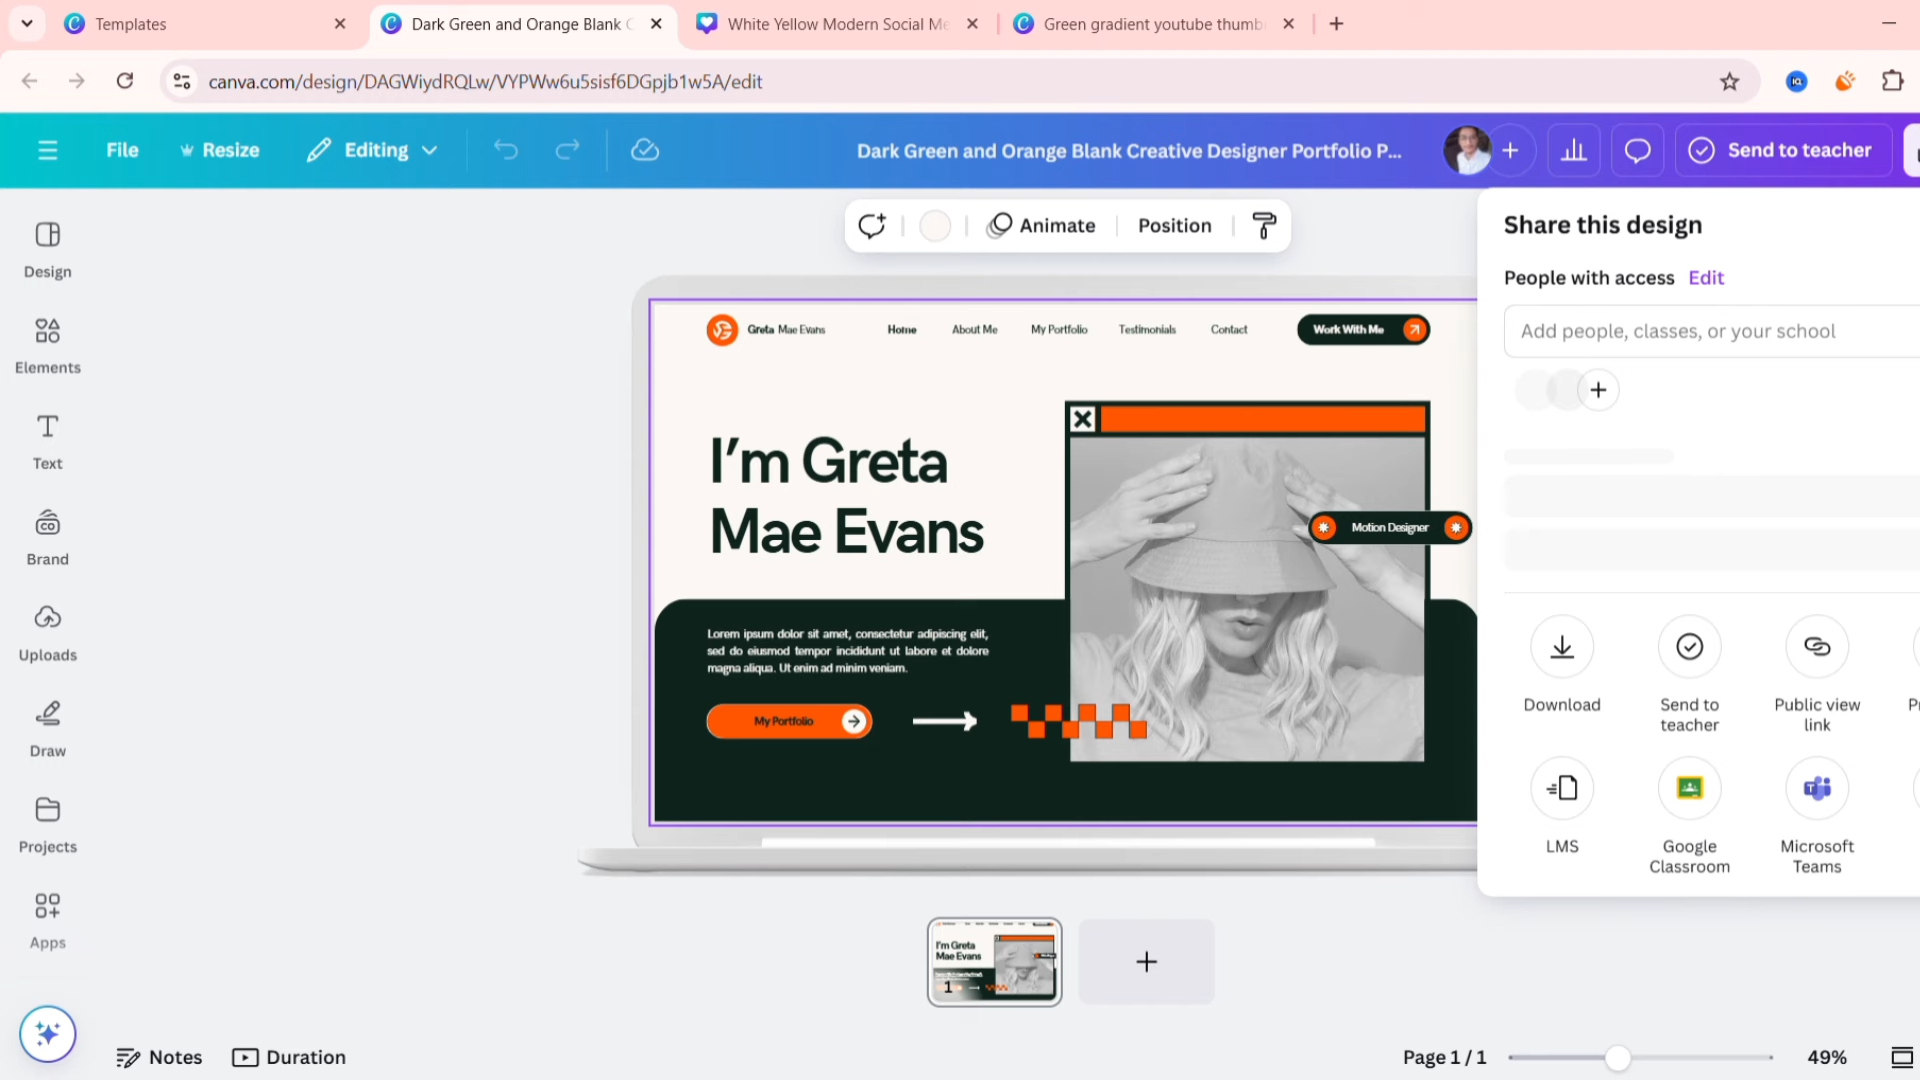 Templates
Dark Green and Orange Blank C
White Yellow Modern Social Me
Green gradient youtube thumb
canva.com/design/DAGWiydRQLw/VYPWw6u5sisf6DGpjb1w5A/edit
File
Resize
Editing
Dark Green and Orange Blank Creative Designer Portfolio P...
Send to teacher
Design
Elements
Text
Brand
Uploads
Draw
Projects
Apps
Animate
Position
Greta Mae Evans
Home
About Me
My Portfolio
Testimonials
Contact
Work With Me
I'm Greta
Mae Evans
Motion Designer
Lorem ipsum dolor sit amet, consectetur adipiscing elit,
sed do eiusmod tempor incididunt ut labore et dolore
magna aliqua. Ut enim ad minim veniam.
My Portfolio
Share this design
People with access Edit
Add people, classes, or your school
Download
Send to
teacher
Public view
link
LMS
Google
Classroom
Microsoft
Teams
I'm Greta
Mae Evans
1
Notes
Duration
Page 1 / 1
49%